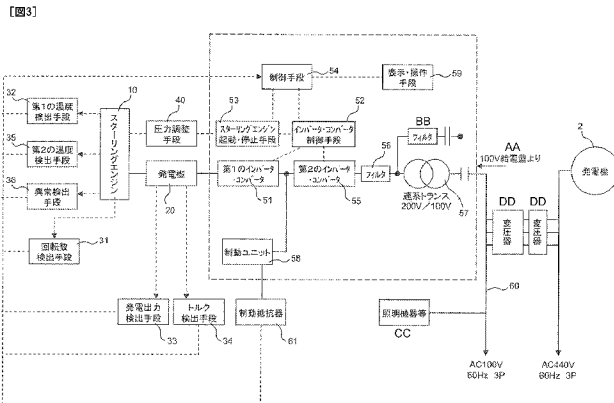 [図3]
32
第1の温度
検出手段
35
第2の温度
検出手段
36
異常検出
手段
回転数
検出手段
31
10
スターリングエンジン
40
圧力調整
手段
発電機
20
制御手段
54
表示・操作
手段
59
53
スターリングエンジン
起動・停止手段
52
インバータ・コンバータ
制御手段
第1のインバータ
・コンバータ
51
第2のインバータ
・コンバータ
55
56
フィルタ
BB
フィルタ
連系トランス
200V/100V
57
AA
100V給電盤より
2
発電機
DD
変圧器
DD
変圧器
60
制動ユニット
58
制動抵抗器
61
発電出力
検出手段
33
トルク
検出手段
34
照明機器等
CC
AC100V
60Hz 3P
AC440V
66Hz 3P